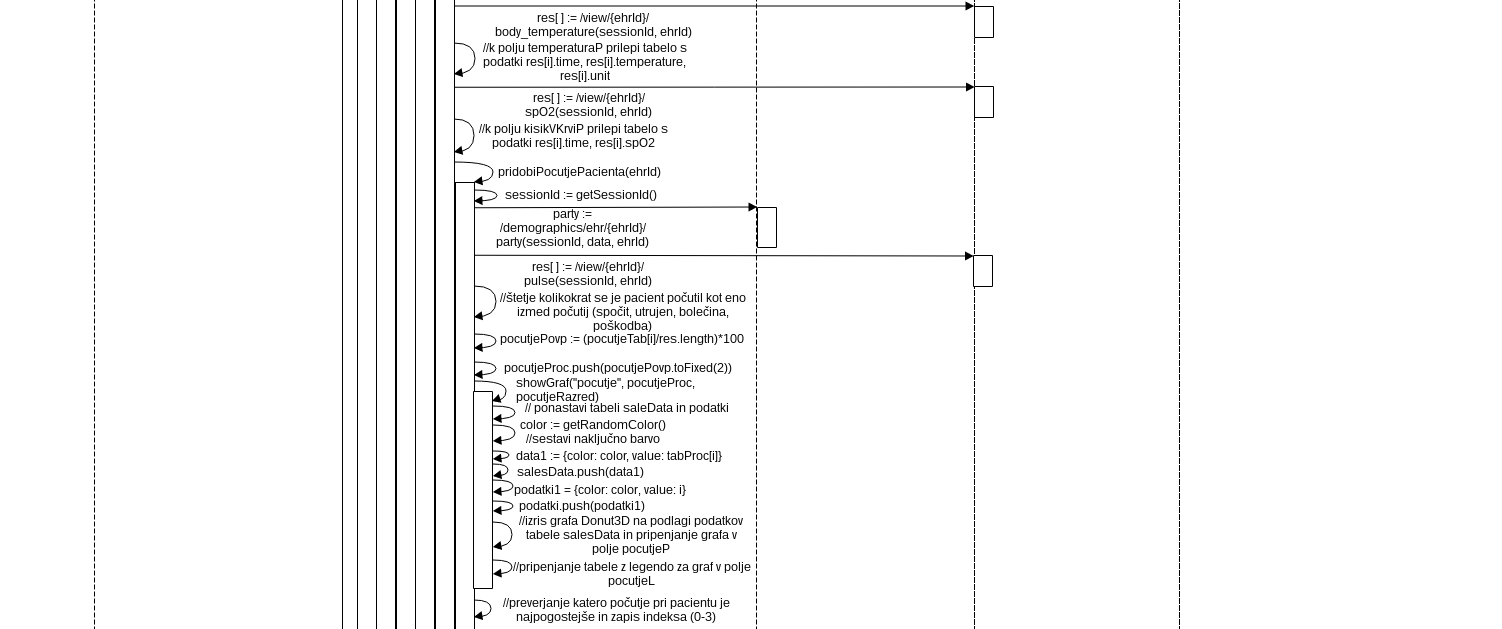 res[ ] := /view/{ehrId}/
body_temperature(sessionId, ehrId)
//k polju temperaturaP prilepi tabelo s
podatki res[i].time, res[i].temperature,
res[i].unit
res[ ] := /view/{ehrId}/
spO2(sessionId, ehrId)
//k polju kisikVKrviP prilepi tabelo s
podatki res[i].time, res[i].spO2
pridobiPocutjePacienta(ehrId)
sessionId := getSessionId()
party :=
/demographics/ehr/{ehrId}/
party(sessionId, data, ehrId)
res[ ] := /view/{ehrId}/
pulse(sessionId, ehrId)
//štetje kolikokrat se je pacient počutil kot eno
izmed počutij (spočit, utrujen, bolečina,
poškodba)
pocutjePovp := (pocutjeTab[i]/res.length)*100
pocutjeProc.push(pocutjePovp.toFixed(2))
showGraf("pocutje", pocutjeProc,
pocutjeRazred)
// ponastavi tabeli saleData in podatki
color := getRandomColor()
//sestavi naključno barvo
data1 := {color: color, value: tabProc[i]}
salesData.push(data1)
podatki1 = {color: color, value: i}
podatki.push(podatki1)
//izris grafa Donut3D na podlagi podatkov
tabele salesData in pripenjanje grafa v
polje pocutjeP
//pripenjanje tabele z legendo za graf v polje
pocutjeL
//preverjanje katero počutje pri pacientu je
najpogostejše in zapis indeksa (0-3)